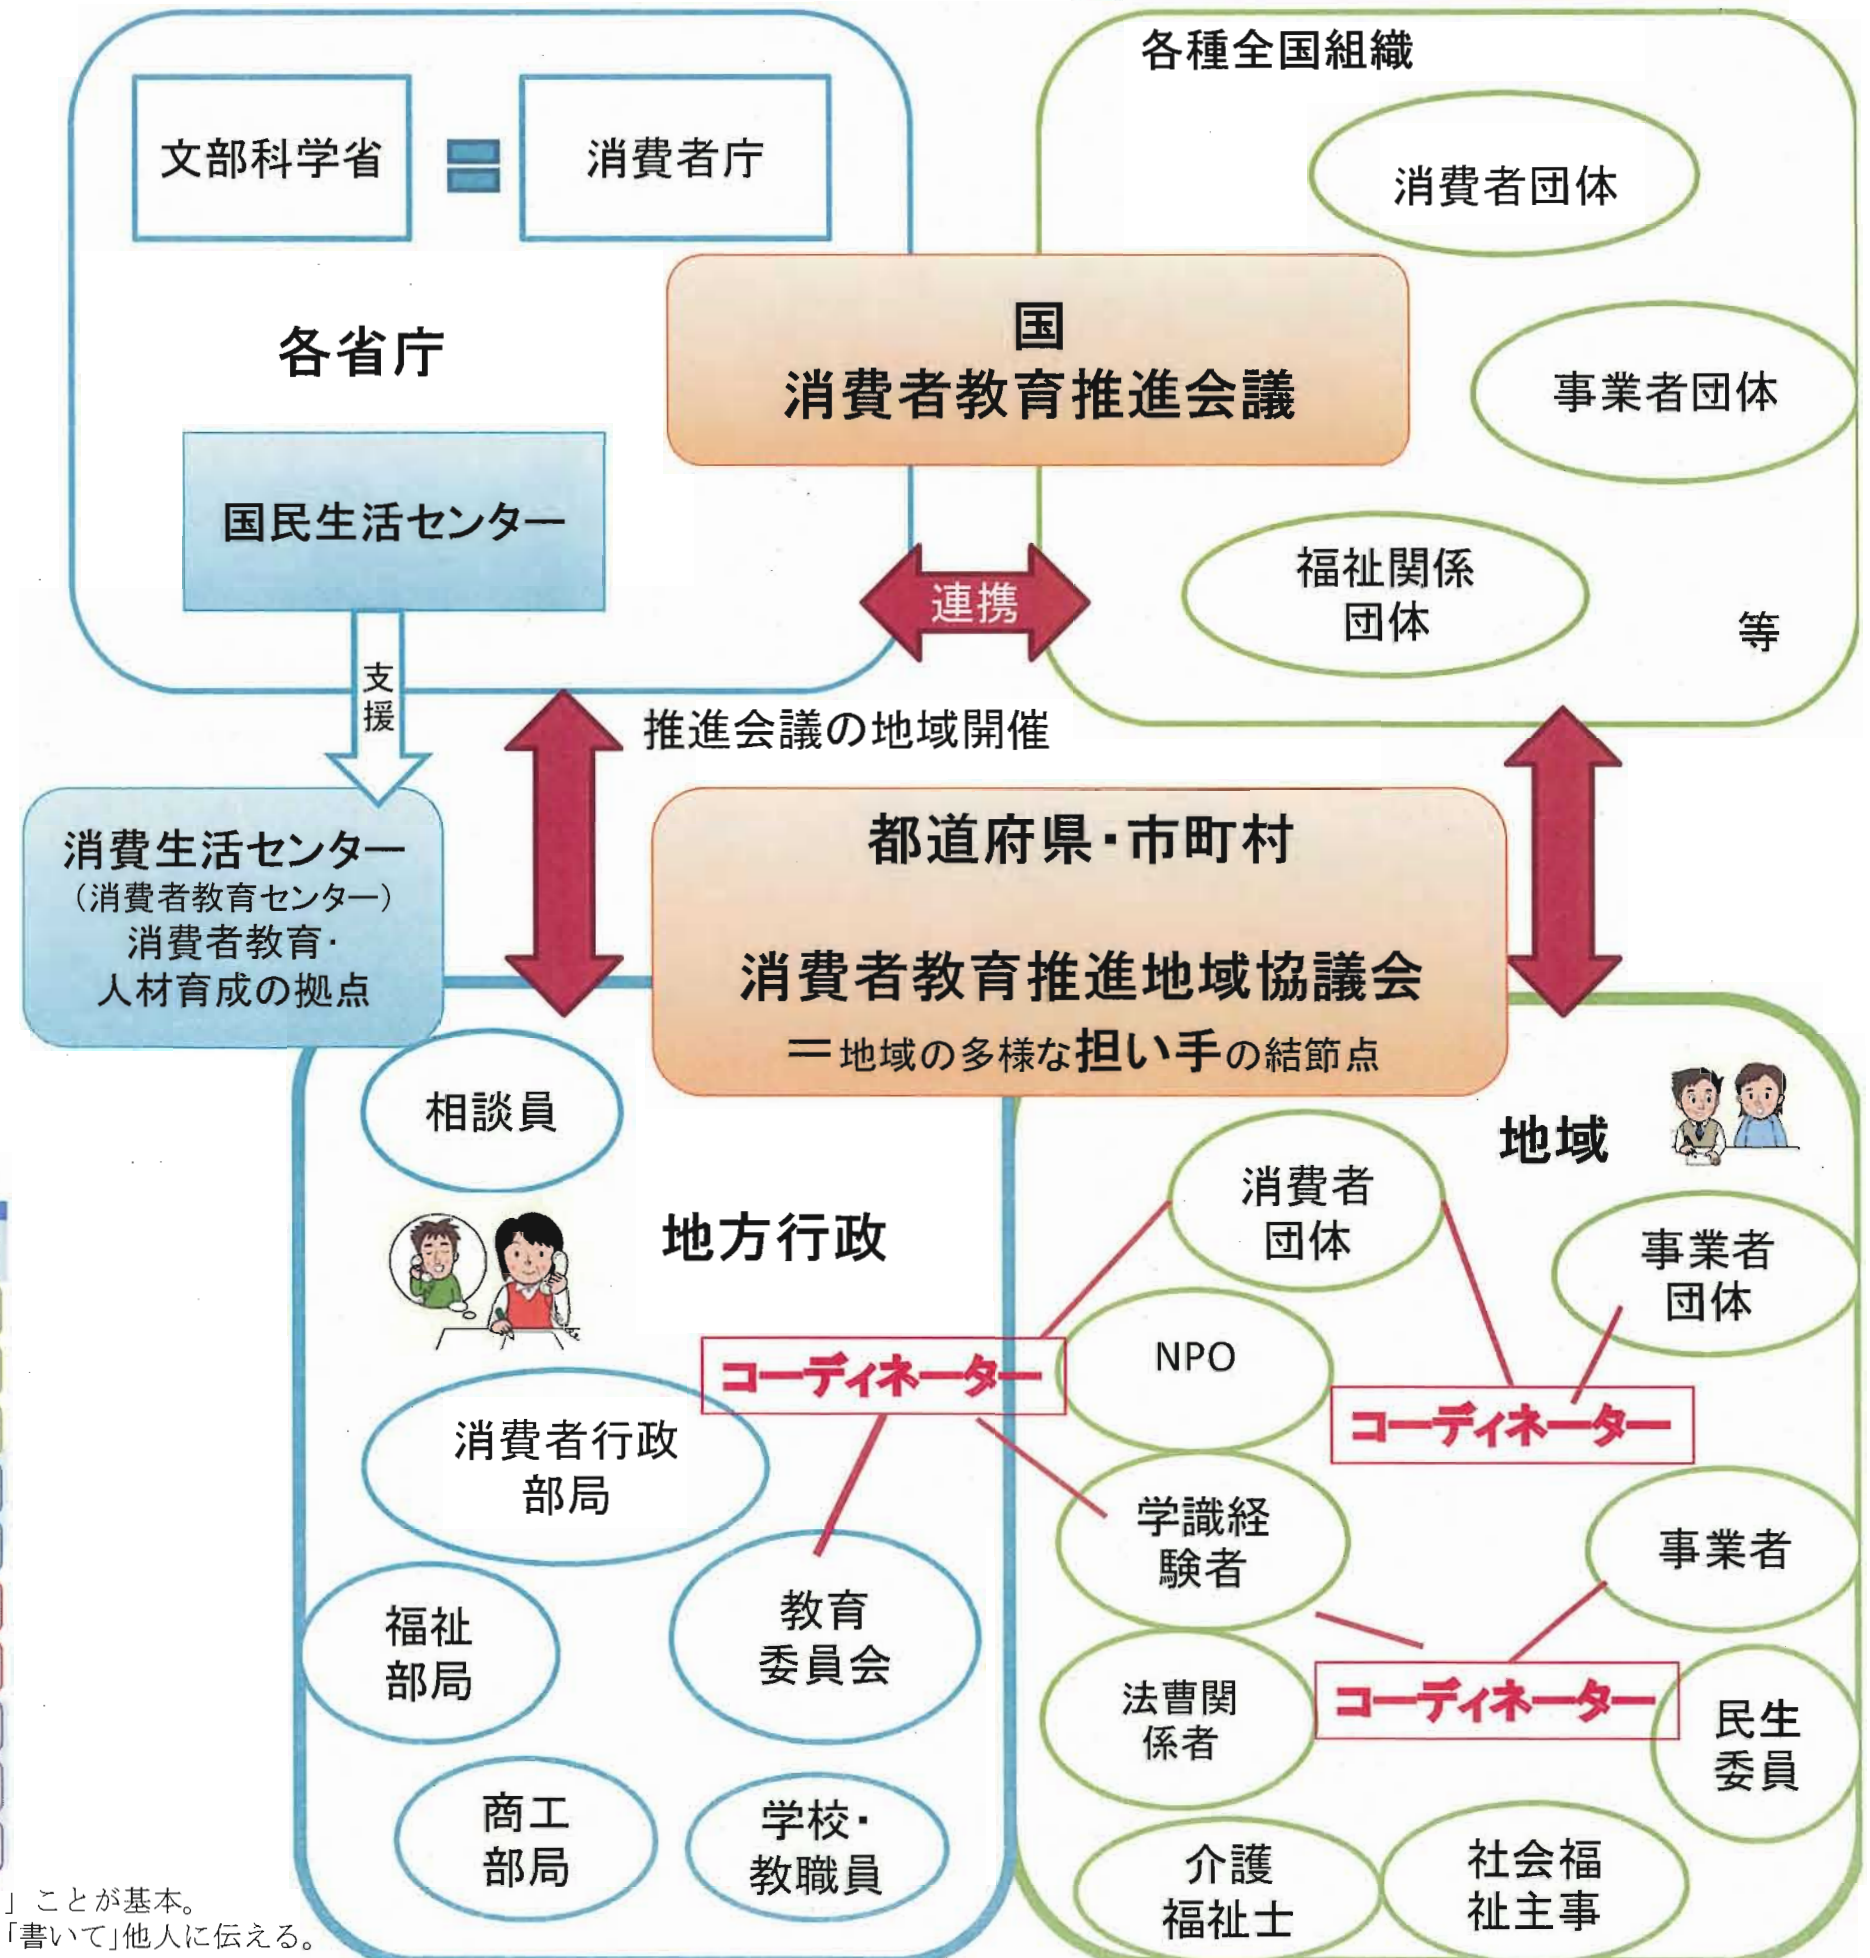 各種全国組織
文部科学省
消費者庁
消費者団体
各省庁
国
消費者教育推進会議
事業者団体
国民生活センター
連携
福祉関係
団体
等
支
援
推進会議の地域開催
消費生活センター
（消費者教育センター）
消費者教育・
人材育成の拠点
都道府県・市町村
消費者教育推進地域協議会
＝地域の多様な担い手の結節点
相談員
地方行政
消費者行政
部局
福祉
部局
教育
委員会
商工
部局
学校・
教職員
コーディネーター
地域
消費者
団体
事業者
団体
NPO
コーディネーター
学識経
験者
事業者
コーディネーター
法曹関
係者
民生
委員
介護
福祉士
社会福
祉主事
」ことが基本。
「書いて」他人に伝える。